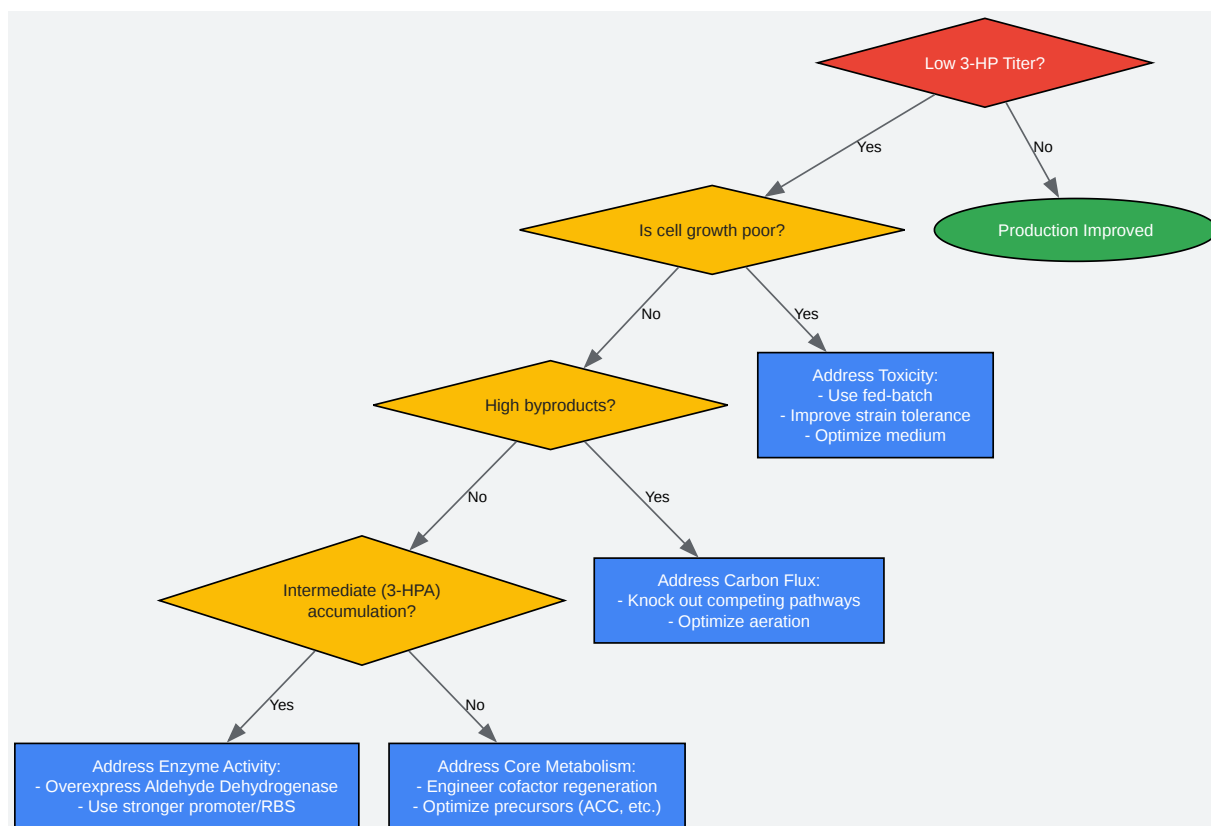 Low 3-HP Titer?
Yes
No
Is cell growth poor?
Production Improved
No
Yes
High byproducts?
Address Toxicity:
- Use fed-batch
- Improve strain tolerance
- Optimize medium
No
Yes
Intermediate (3-HPA)
accumulation?
Address Carbon Flux:
- Knock out competing pathways
- Optimize aeration
Yes
No
Address Enzyme Activity:
- Overexpress Aldehyde Dehydrogenase
- Use stronger promoter/RBS
Address Core Metabolism:
- Engineer cofactor regeneration
- Optimize precursors (ACC, etc.)